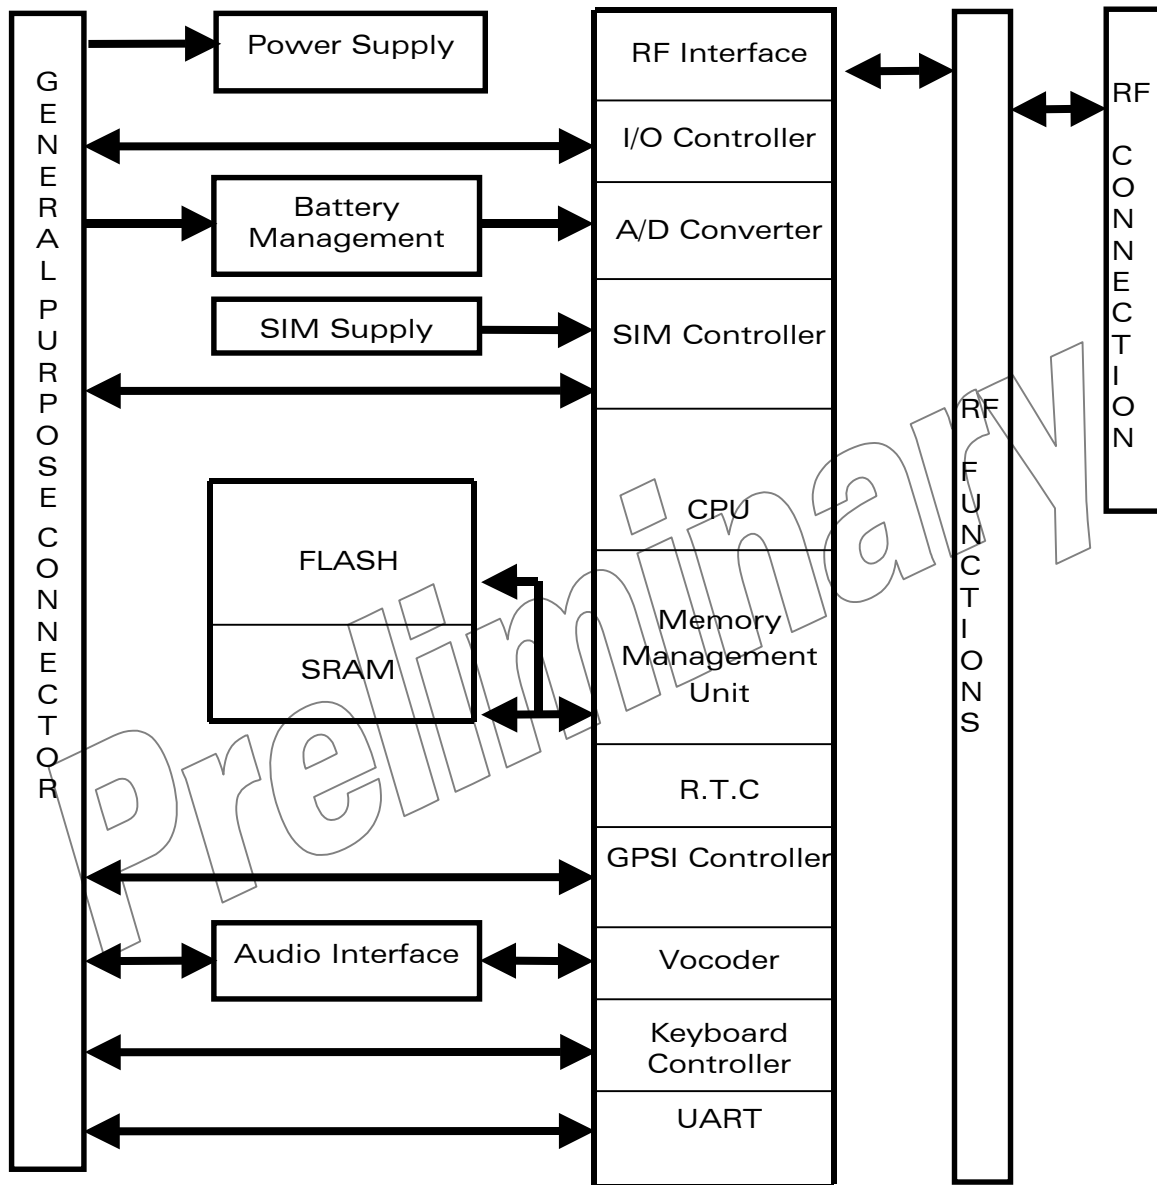 GENERAL PURPOSE CONNECTOR
Power Supply
Battery
Management
SIM Supply
FLASH
SRAM
Audio Interface
RF Interface
I/O Controller
A/D Converter
SIM Controller
CPU
Memory
Management
Unit
R.T.C
GPSI Controller
Vocoder
Keyboard
Controller
UART
RF FUNCTIONS
RF CONNECTION
Preliminary